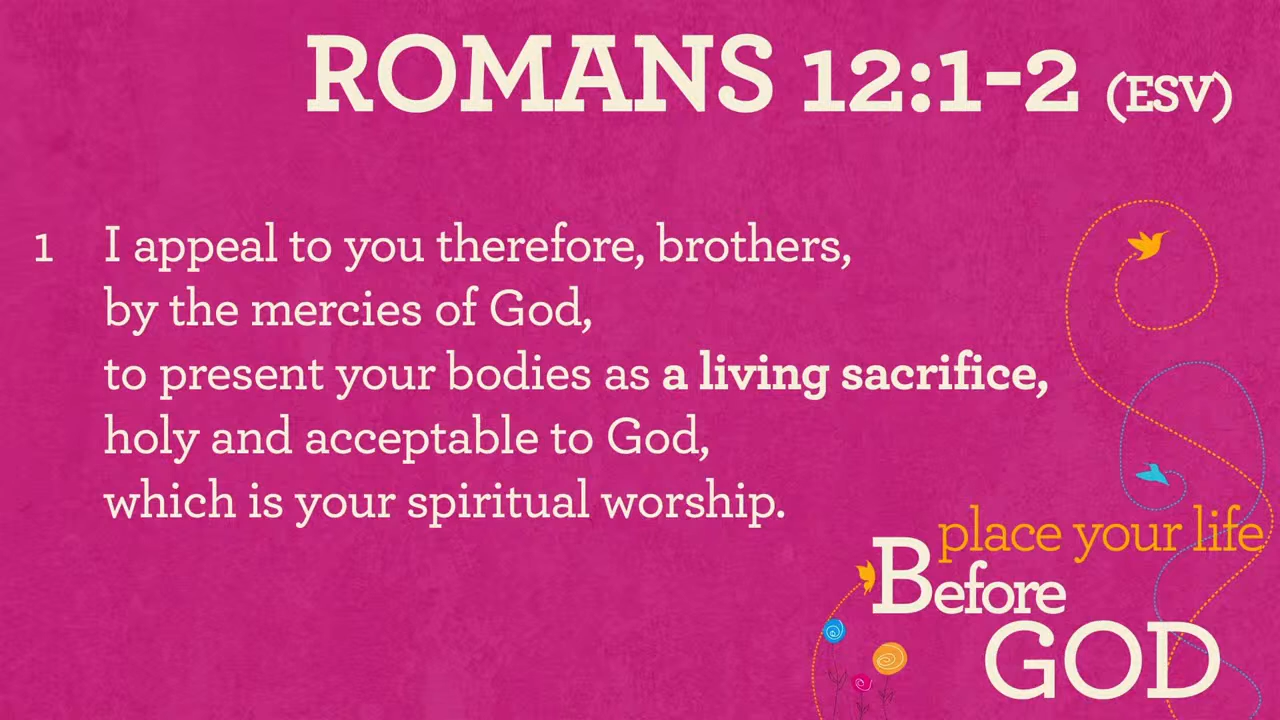 ROMANS 12:1-2 (ESV)
1 I appeal to you therefore, brothers,
by the mercies of God,
to present your bodies as a living sacrifice,
holy and acceptable to God,
which is your spiritual worship.
place your life
Before
GOD